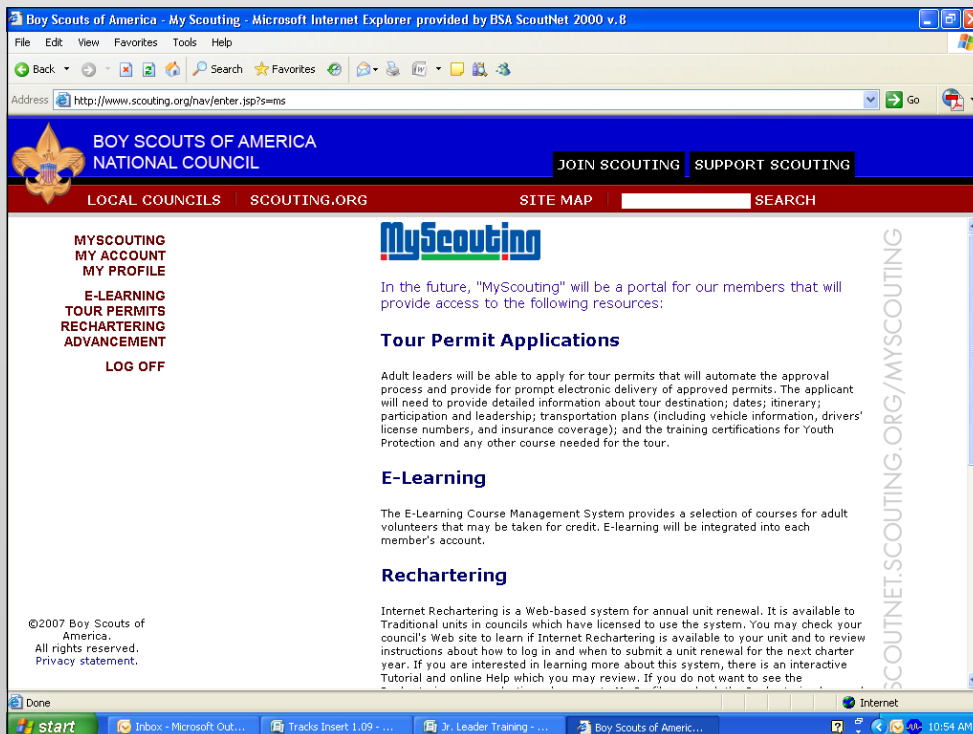 Boy Scouts of America - My Scouting - Microsoft Internet Explorer provided by BSA ScoutNet 2000 v.8
File Edit View Favorites Tools Help
Back Search Favorites
Address http://www.scouting.org/nav/enter.jsp?s=ms Go
BOY SCOUTS OF AMERICA
NATIONAL COUNCIL
JOIN SCOUTING SUPPORT SCOUTING
LOCAL COUNCILS SCOUTING.ORG SITE MAP SEARCH
MYSCOUTING
MY ACCOUNT
MY PROFILE
E-LEARNING
TOUR PERMITS
RECHARTERING
ADVANCEMENT
LOG OFF
©2007 Boy Scouts of
America.
All rights reserved.
Privacy statement.
MyScouting
In the future, "MyScouting" will be a portal for our members that will
provide access to the following resources:
Tour Permit Applications
Adult leaders will be able to apply for tour permits that will automate the approval
process and provide for prompt electronic delivery of approved permits. The applicant
will need to provide detailed information about tour destination; dates; itinerary;
participation and leadership; transportation plans (including vehicle information, drivers'
license numbers, and insurance coverage); and the training certifications for Youth
Protection and any other course needed for the tour.
E-Learning
The E-Learning Course Management System provides a selection of courses for adult
volunteers that may be taken for credit. E-learning will be integrated into each
member's account.
Rechartering
Internet Rechartering is a Web-based system for annual unit renewal. It is available to
Traditional units in councils which have licensed to use the system. You may check your
council's Web site to learn if Internet Rechartering is available to your unit and to review
instructions about how to log in and when to submit a unit renewal for the next charter
year. If you are interested in learning more about this system, there is an interactive
Tutorial and online Help which you may review. If you do not want to see the
SCOUTNET.SCOUTING.ORG/MYSCOUTING
Done Internet
start Inbox - Microsoft Out... Tracks Insert 1.09 - ... Jr. Leader Training - ... Boy Scouts of Americ... 10:54 AM